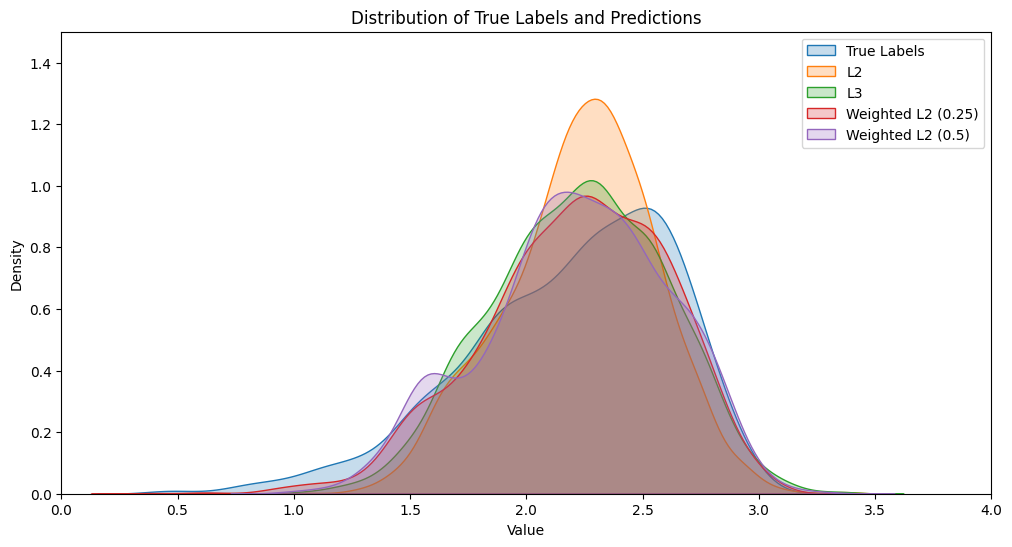 Distribution of True Labels and Predictions
True Labels
L2
L3
Weighted L2 (0.25)
Weighted L2 (0.5)
Density
1.4
1.2
1.0
0.8
0.6
0.4
0.2
0.0
0.0 0.5 1.0 1.5 2.0 2.5 3.0 3.5 4.0
Value